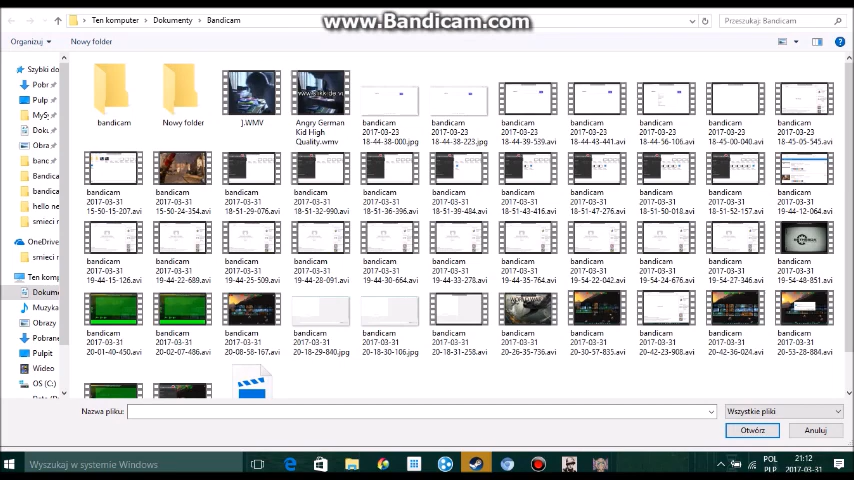 www.Bandicam.com
Ten komputer > Dokumenty > Bandicam
Przeszukaj: Bandicam
Organizuj
New folder
Szybki do
Pobr
Pulp
MyS
Doku
Obra
banc
Bandica
bandica
hello ne
smieci r
OneDriv
smieci r
Ten komp
Dokume
Muzyka
Obrazy
Pobrane
Pulpit
Wideo
OS (C:)
bandicam
Nowy folder
J.WMV
Angry German Kid High Quality.wmv
bandicam 2017-03-23 18-44-38-000.jpg
bandicam 2017-03-23 18-44-38-223.jpg
bandicam 2017-03-23 18-44-39-539.avi
bandicam 2017-03-23 18-44-43-441.avi
bandicam 2017-03-23 18-44-56-106.avi
bandicam 2017-03-23 18-45-00-040.avi
bandicam 2017-03-23 18-45-05-545.avi
bandicam 2017-03-31 15-50-15-207.avi
bandicam 2017-03-31 15-50-24-354.avi
bandicam 2017-03-31 18-51-29-076.avi
bandicam 2017-03-31 18-51-32-990.avi
bandicam 2017-03-31 18-51-36-396.avi
bandicam 2017-03-31 18-51-39-484.avi
bandicam 2017-03-31 18-51-43-416.avi
bandicam 2017-03-31 18-51-47-276.avi
bandicam 2017-03-31 18-51-50-018.avi
bandicam 2017-03-31 18-51-52-157.avi
bandicam 2017-03-31 19-44-12-064.avi
bandicam 2017-03-31 19-44-15-126.avi
bandicam 2017-03-31 19-44-22-689.avi
bandicam 2017-03-31 19-44-25-509.avi
bandicam 2017-03-31 19-44-28-091.avi
bandicam 2017-03-31 19-44-30-664.avi
bandicam 2017-03-31 19-44-33-278.avi
bandicam 2017-03-31 19-44-35-764.avi
bandicam 2017-03-31 19-54-22-042.avi
bandicam 2017-03-31 19-54-24-676.avi
bandicam 2017-03-31 19-54-27-346.avi
bandicam 2017-03-31 19-54-48-851.avi
bandicam 2017-03-31 20-01-40-450.avi
bandicam 2017-03-31 20-02-07-486.avi
bandicam 2017-03-31 20-08-58-167.avi
bandicam 2017-03-31 20-18-29-840.jpg
bandicam 2017-03-31 20-18-30-106.jpg
bandicam 2017-03-31 20-18-31-258.avi
bandicam 2017-03-31 20-26-35-736.avi
bandicam 2017-03-31 20-30-57-835.avi
bandicam 2017-03-31 20-42-23-908.avi
bandicam 2017-03-31 20-42-36-024.avi
bandicam 2017-03-31 20-53-28-884.avi
Nazwa pliku:
Wszystkie pliki
Otwórz
Anuluj
Wyszukaj w systemie Windows
POL
PLP
21:12
2017-03-31